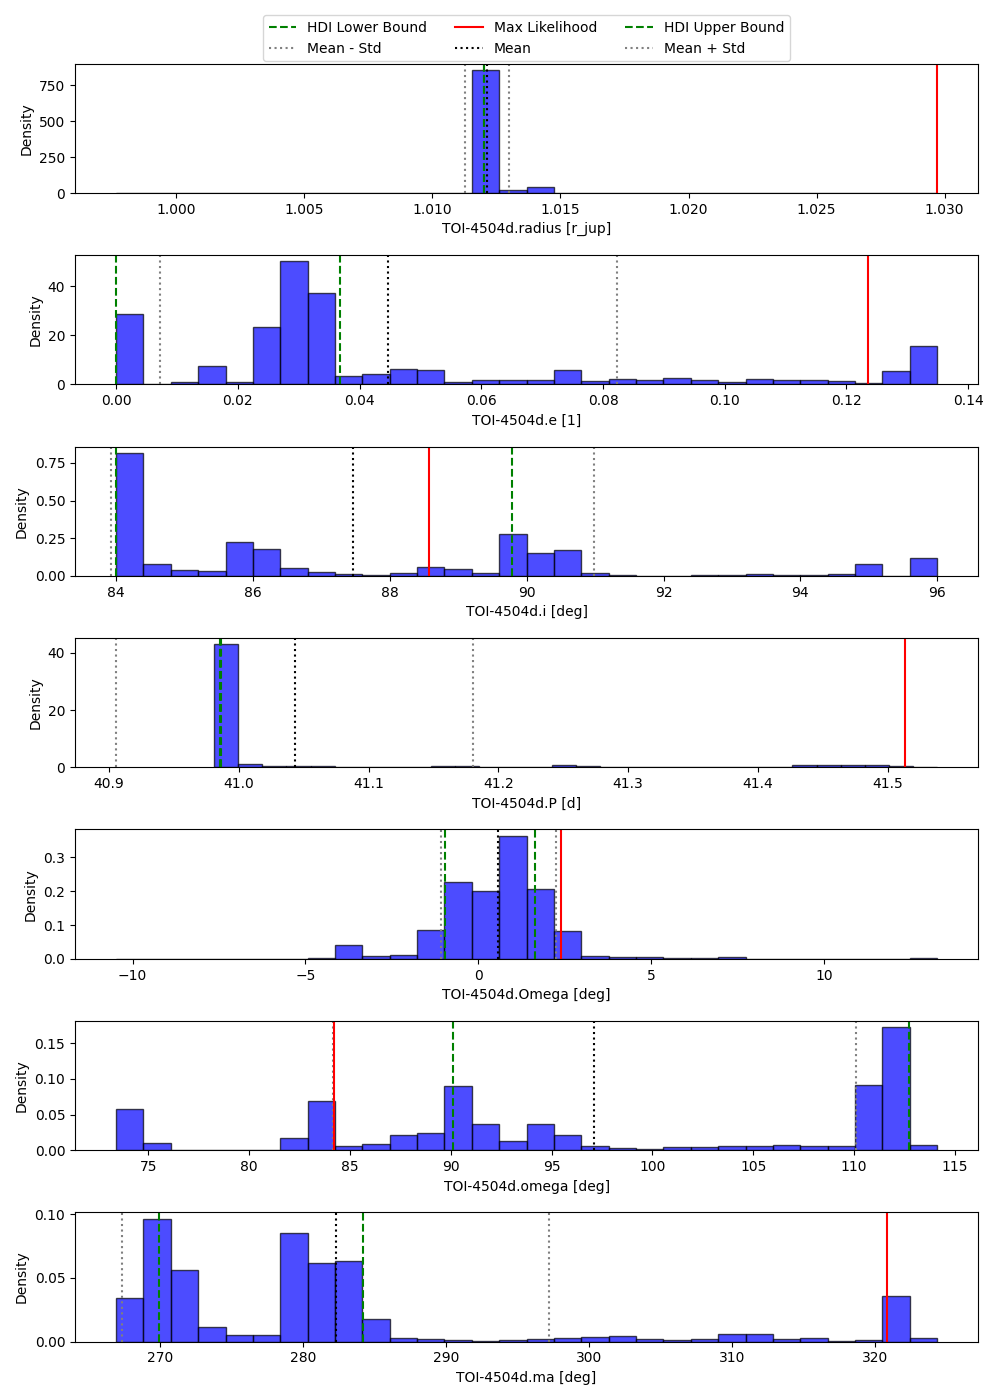 HDI Lower Bound Max Likelihood HDI Upper Bound
Mean - Std Mean Mean + Std
750
500
250
0
Density
1.000 1.005 1.010 1.015 1.020 1.025 1.030
TOI-4504d.radius [r_jup]
40
20
0
Density
0.00 0.02 0.04 0.06 0.08 0.10 0.12 0.14
TOI-4504d.e [1]
0.75
0.50
0.25
0.00
Density
84 86 88 90 92 94 96
TOI-4504d.i [deg]
40
20
0
Density
40.9 41.0 41.1 41.2 41.3 41.4 41.5
TOI-4504d.P [d]
0.3
0.2
0.1
0.0
Density
−10 −5 0 5 10
TOI-4504d.Omega [deg]
0.15
0.10
0.05
0.00
Density
75 80 85 90 95 100 105 110 115
TOI-4504d.omega [deg]
0.10
0.05
0.00
Density
270 280 290 300 310 320
TOI-4504d.ma [deg]